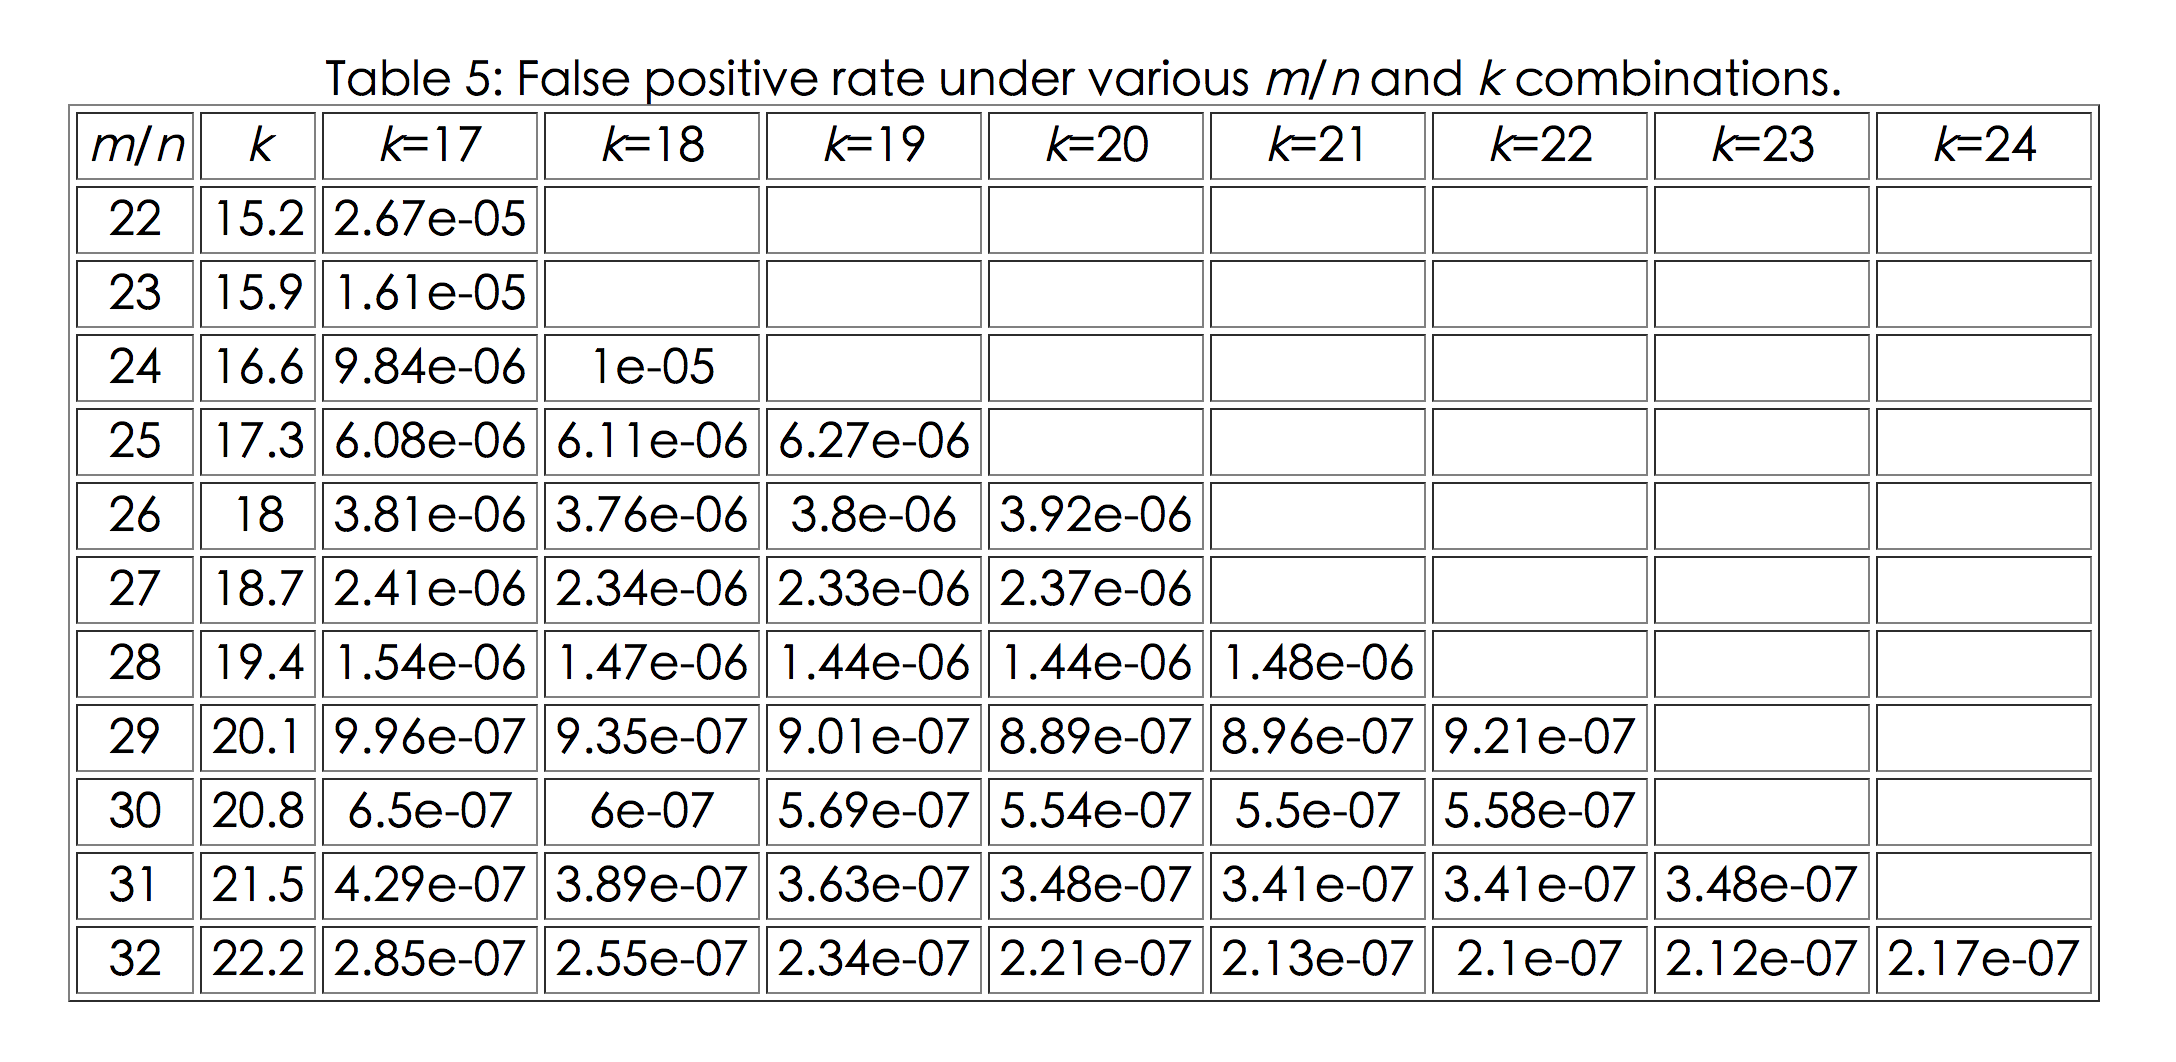 Table 5: False positive rate under various m/n and k combinations.
m/n k k=17 k=18 k=19 k=20 k=21 k=22 k=23 k=24
22 15.2 2.67e-05
23 15.9 1.61e-05
24 16.6 9.84e-06 1e-05
25 17.3 6.08e-06 6.11e-06 6.27e-06
26 18 3.81e-06 3.76e-06 3.8e-06 3.92e-06
27 18.7 2.41e-06 2.34e-06 2.33e-06 2.37e-06
28 19.4 1.54e-06 1.47e-06 1.44e-06 1.44e-06 1.48e-06
29 20.1 9.96e-07 9.35e-07 9.01e-07 8.89e-07 8.96e-07 9.21e-07
30 20.8 6.5e-07 6e-07 5.69e-07 5.54e-07 5.5e-07 5.58e-07
31 21.5 4.29e-07 3.89e-07 3.63e-07 3.48e-07 3.41e-07 3.41e-07 3.48e-07
32 22.2 2.85e-07 2.55e-07 2.34e-07 2.21e-07 2.13e-07 2.1e-07 2.12e-07 2.17e-07